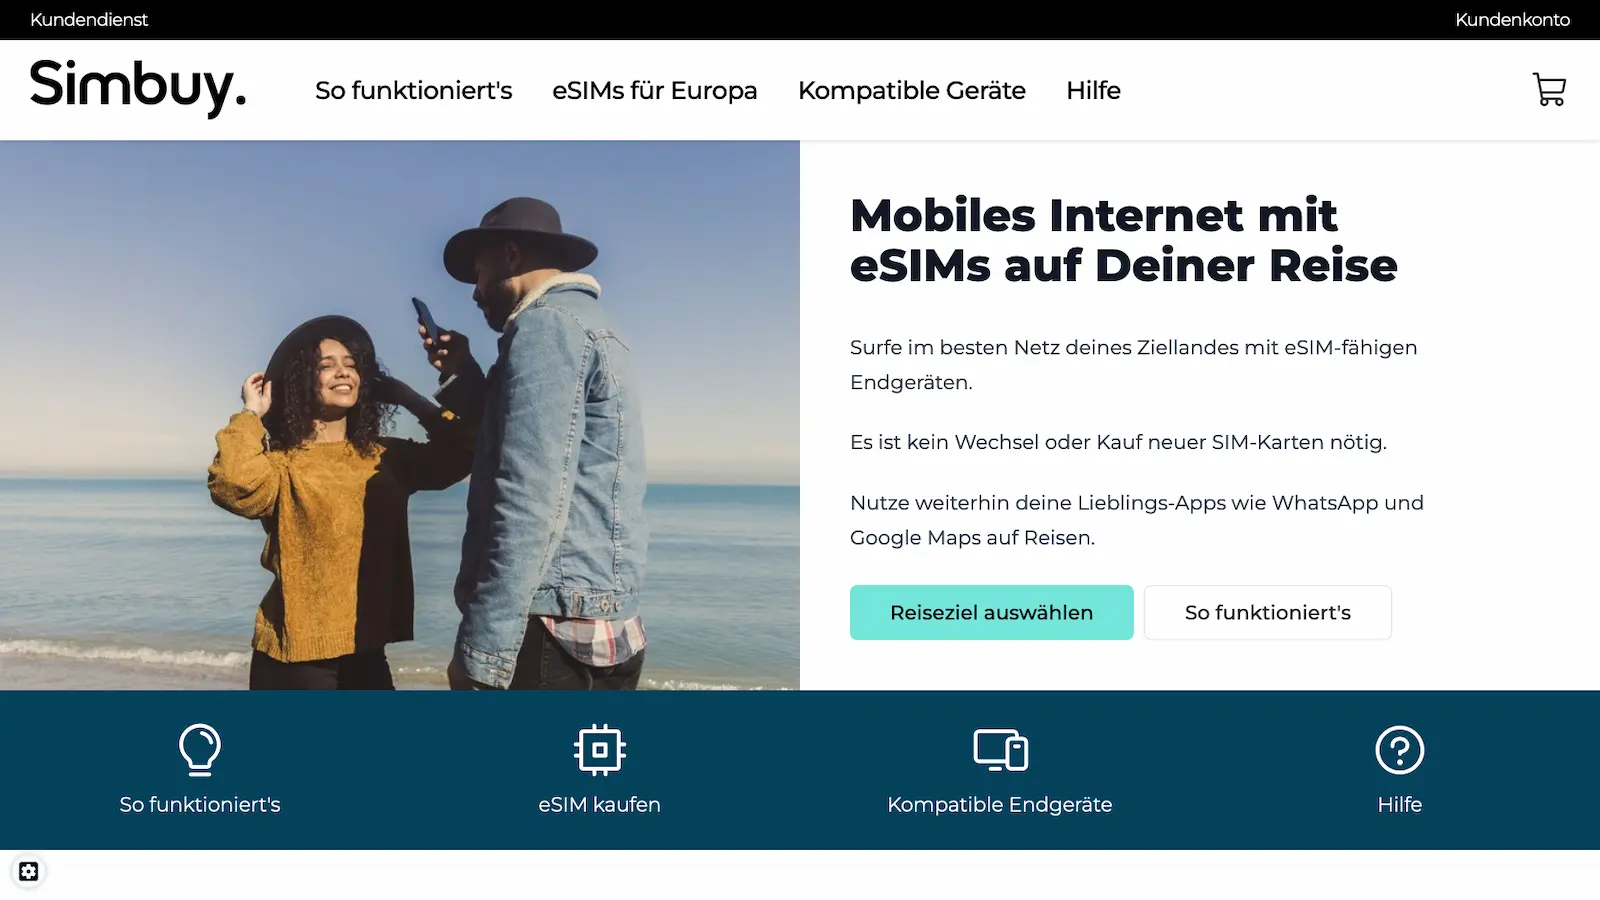 Kundendienst
Kundenkonto
Simbuy.
So funktioniert's
eSIMs für Europa
Kompatible Geräte
Hilfe
Mobiles Internet mit
eSIMs auf Deiner Reise
Surfe im besten Netz deines Ziellandes mit eSIM-fähigen
Endgeräten.
Es ist kein Wechsel oder Kauf neuer SIM-Karten nötig.
Nutze weiterhin deine Lieblings-Apps wie WhatsApp und
Google Maps auf Reisen.
Reiseziel auswählen
So funktioniert's
So funktioniert's
eSIM kaufen
Kompatible Endgeräte
Hilfe